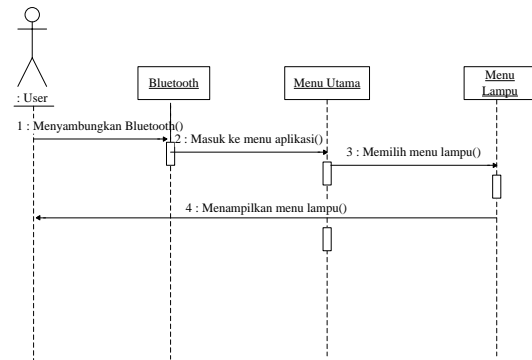 Bluetooth
Menu Utama
Menu
Lampu
: User
1 : Menyambungkan Bluetooth()
2 : Masuk ke menu aplikasi()
3 : Memilih menu lampu()
4 : Menampilkan menu lampu()